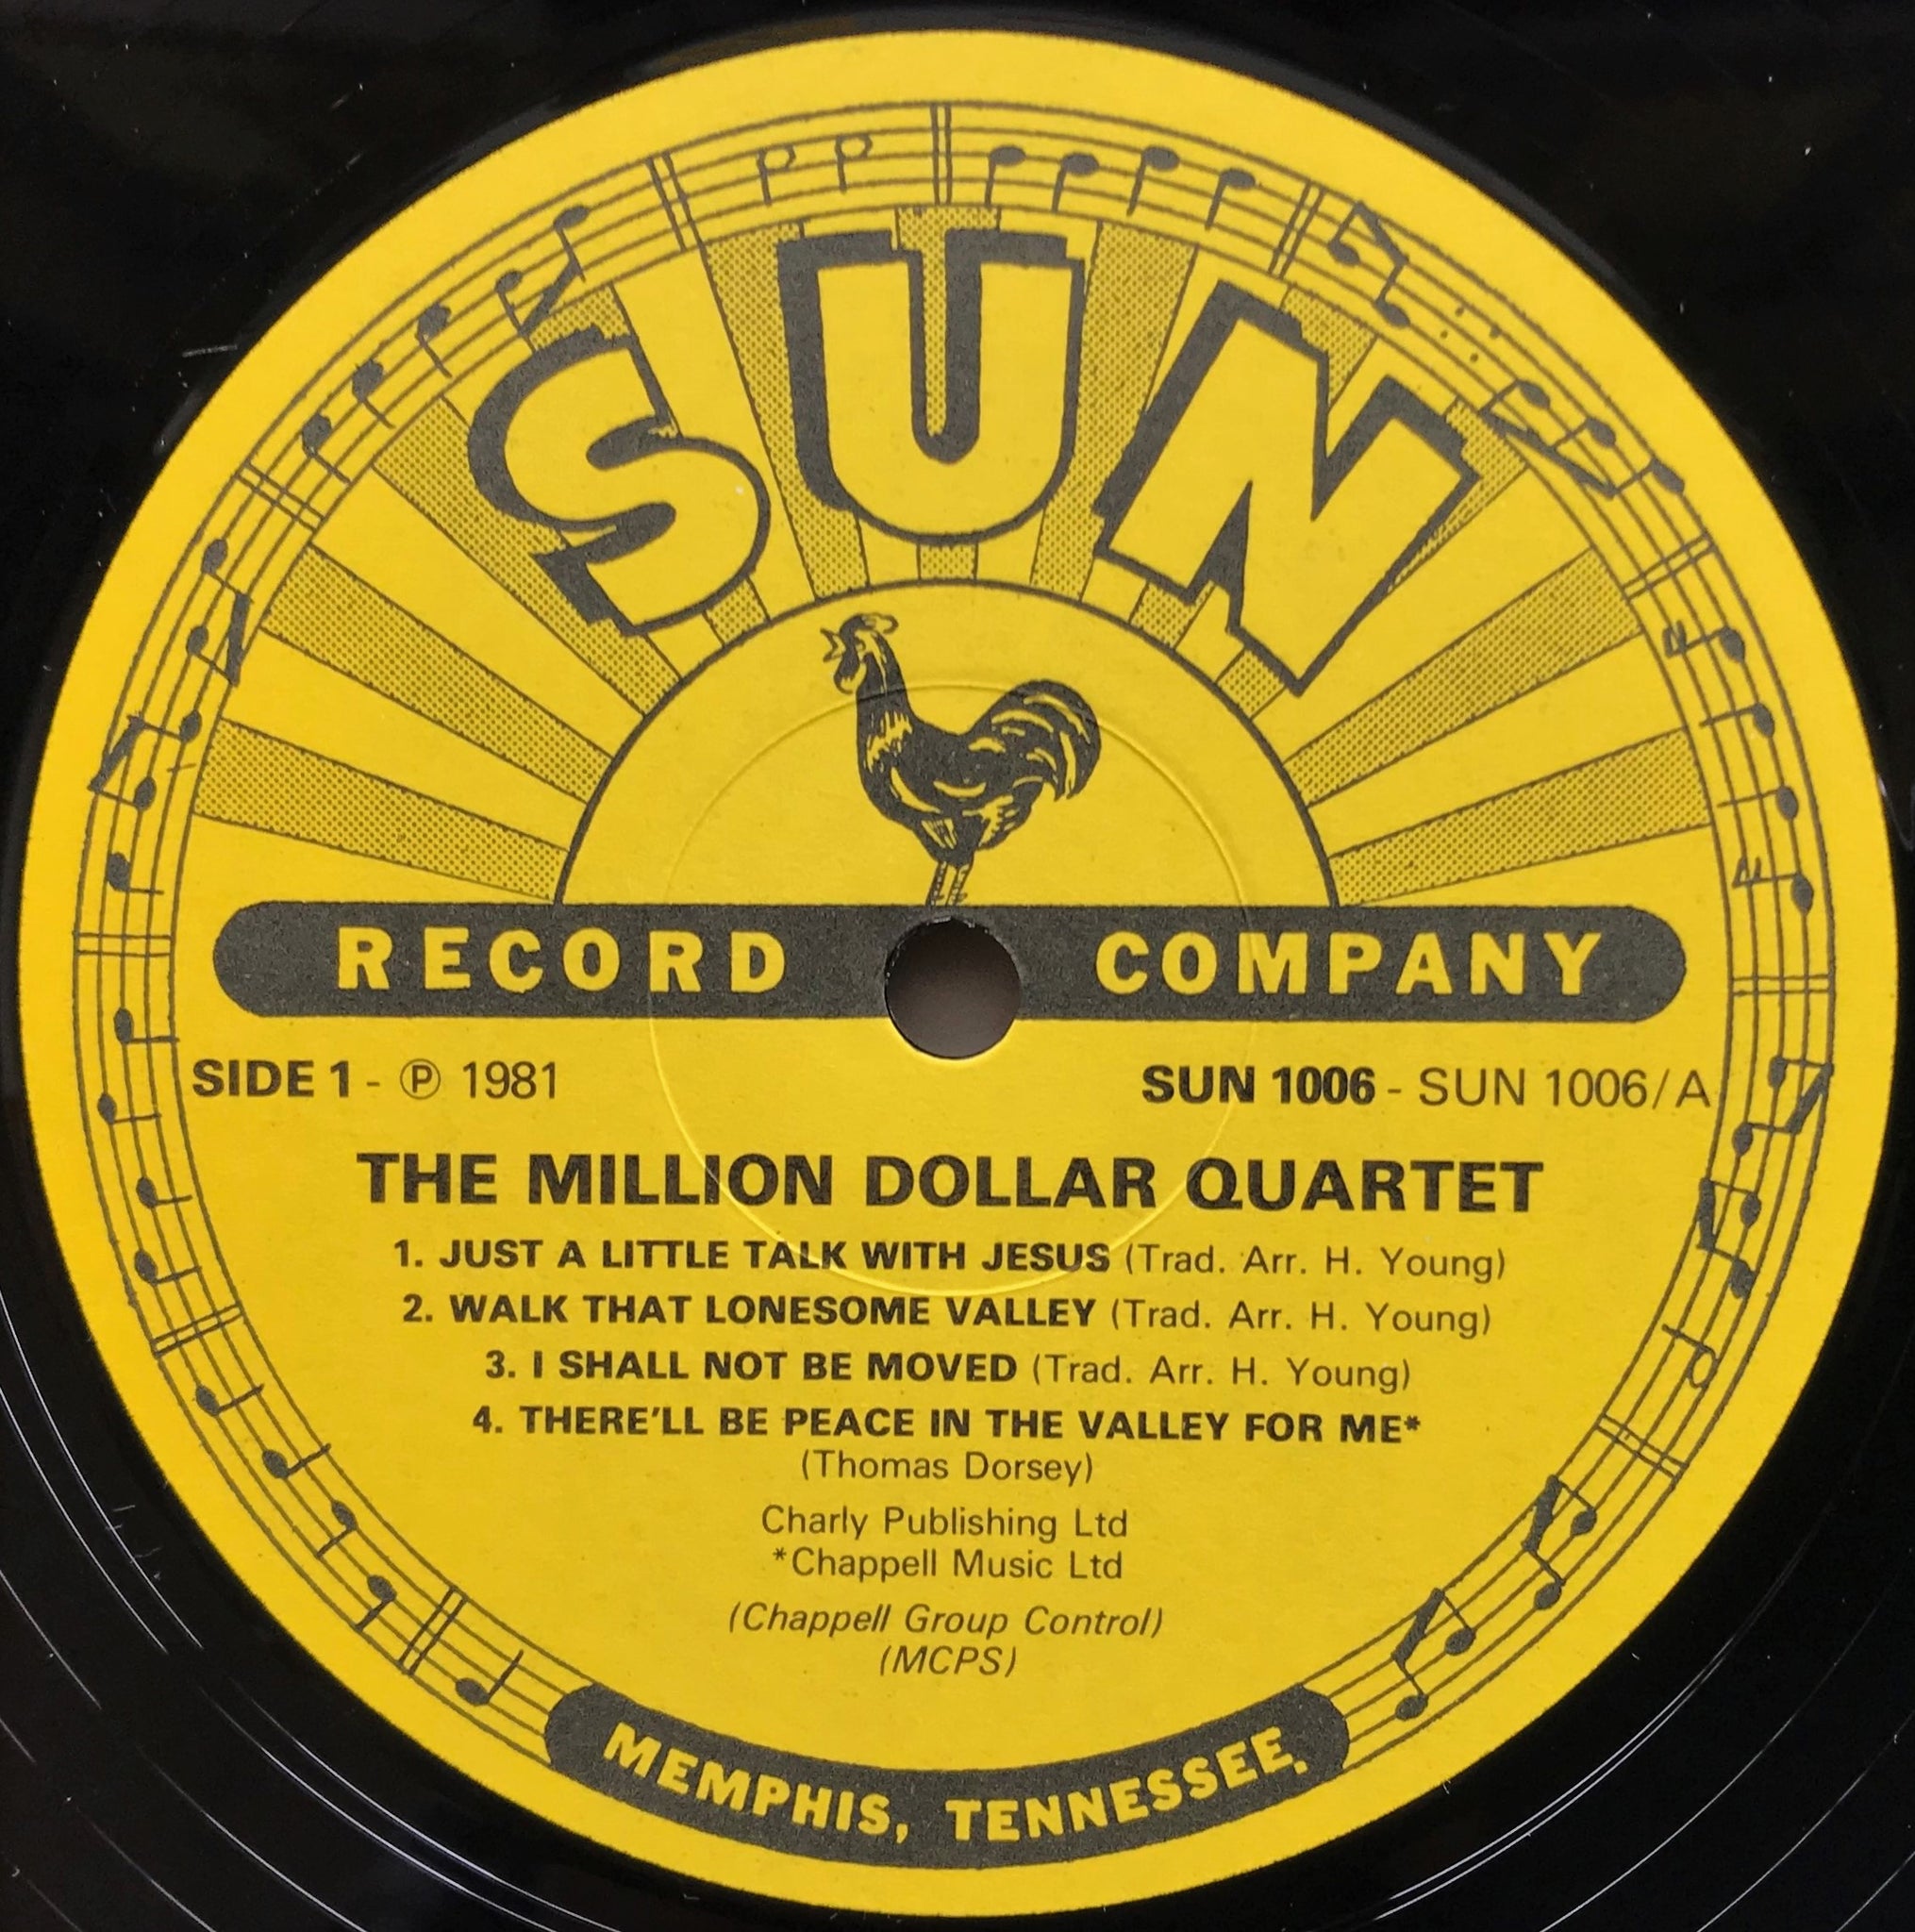 SUN
RECORD COMPANY
SIDE 1 - ℗ 1981 SUN 1006 - SUN 1006/A
THE MILLION DOLLAR QUARTET
1. JUST A LITTLE TALK WITH JESUS (Trad. Arr. H. Young)
2. WALK THAT LONESOME VALLEY (Trad. Arr. H. Young)
3. I SHALL NOT BE MOVED (Trad. Arr. H. Young)
4. THERE'LL BE PEACE IN THE VALLEY FOR ME*
(Thomas Dorsey)
Charly Publishing Ltd
*Chappell Music Ltd
(Chappell Group Control)
(MCPS)
MEMPHIS, TENNESSEE.